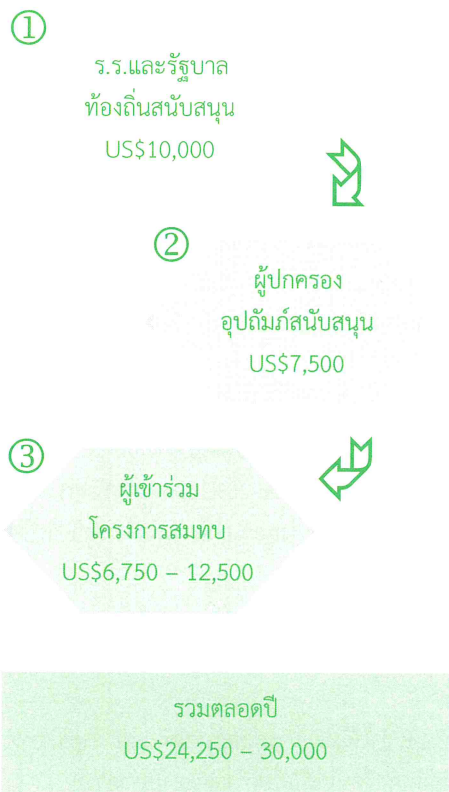 ①
ร.ร.และรัฐบาล
ท้องถิ่นสนับสนุน
US$10,000
②
ผู้ปกครอง
อุปถัมภ์สนับสนุน
US$7,500
③
ผู้เข้าร่วม
โครงการสมทบ
US$6,750 – 12,500
รวมตลอดปี
US$24,250 – 30,000